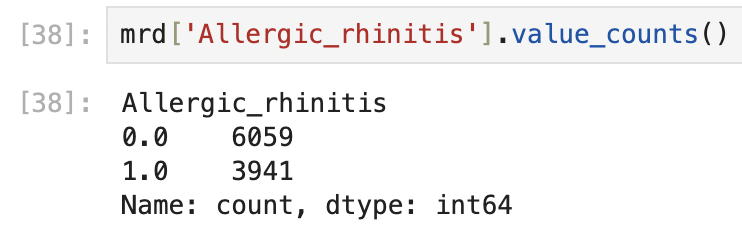 [38]: mrd['Allergic_rhinitis'].value_counts()
[38]: Allergic_rhinitis
0.0    6059
1.0    3941
Name: count, dtype: int64